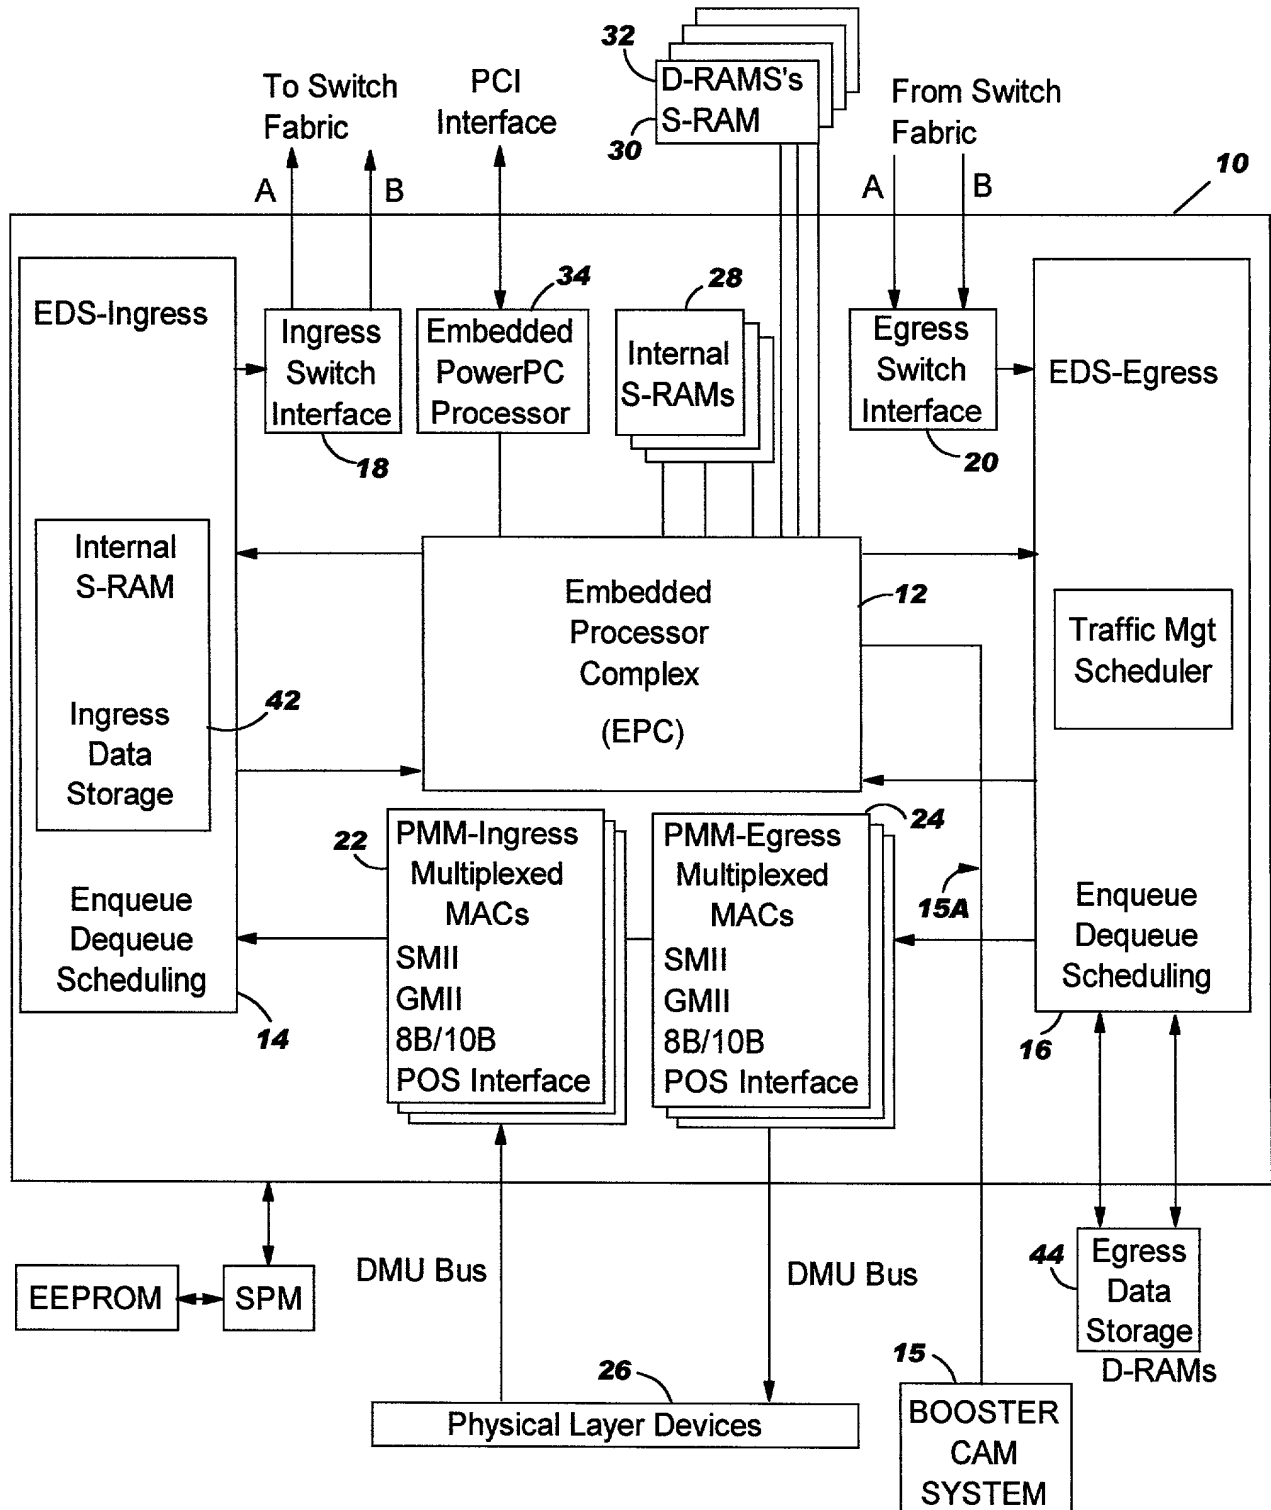 32
D-RAMS's
S-RAM
30
To Switch
Fabric
A
B
PCI
Interface
From Switch
Fabric
A
B
10
EDS-Ingress
Ingress
Switch
Interface
18
34
Embedded
PowerPC
Processor
28
Internal
S-RAMs
Egress
Switch
Interface
20
EDS-Egress
Internal
S-RAM
Ingress
Data
Storage
42
Embedded
Processor
Complex
(EPC)
12
Traffic Mgt
Scheduler
Enqueue
Dequeue
Scheduling
14
22
PMM-Ingress
Multiplexed
MACs
SMII
GMII
8B/10B
POS Interface
24
PMM-Egress
Multiplexed
MACs
SMII
GMII
8B/10B
POS Interface
15A
Enqueue
Dequeue
Scheduling
16
EEPROM
SPM
DMU Bus
DMU Bus
44
Egress
Data
Storage
D-RAMs
26
Physical Layer Devices
15
BOOSTER
CAM
SYSTEM